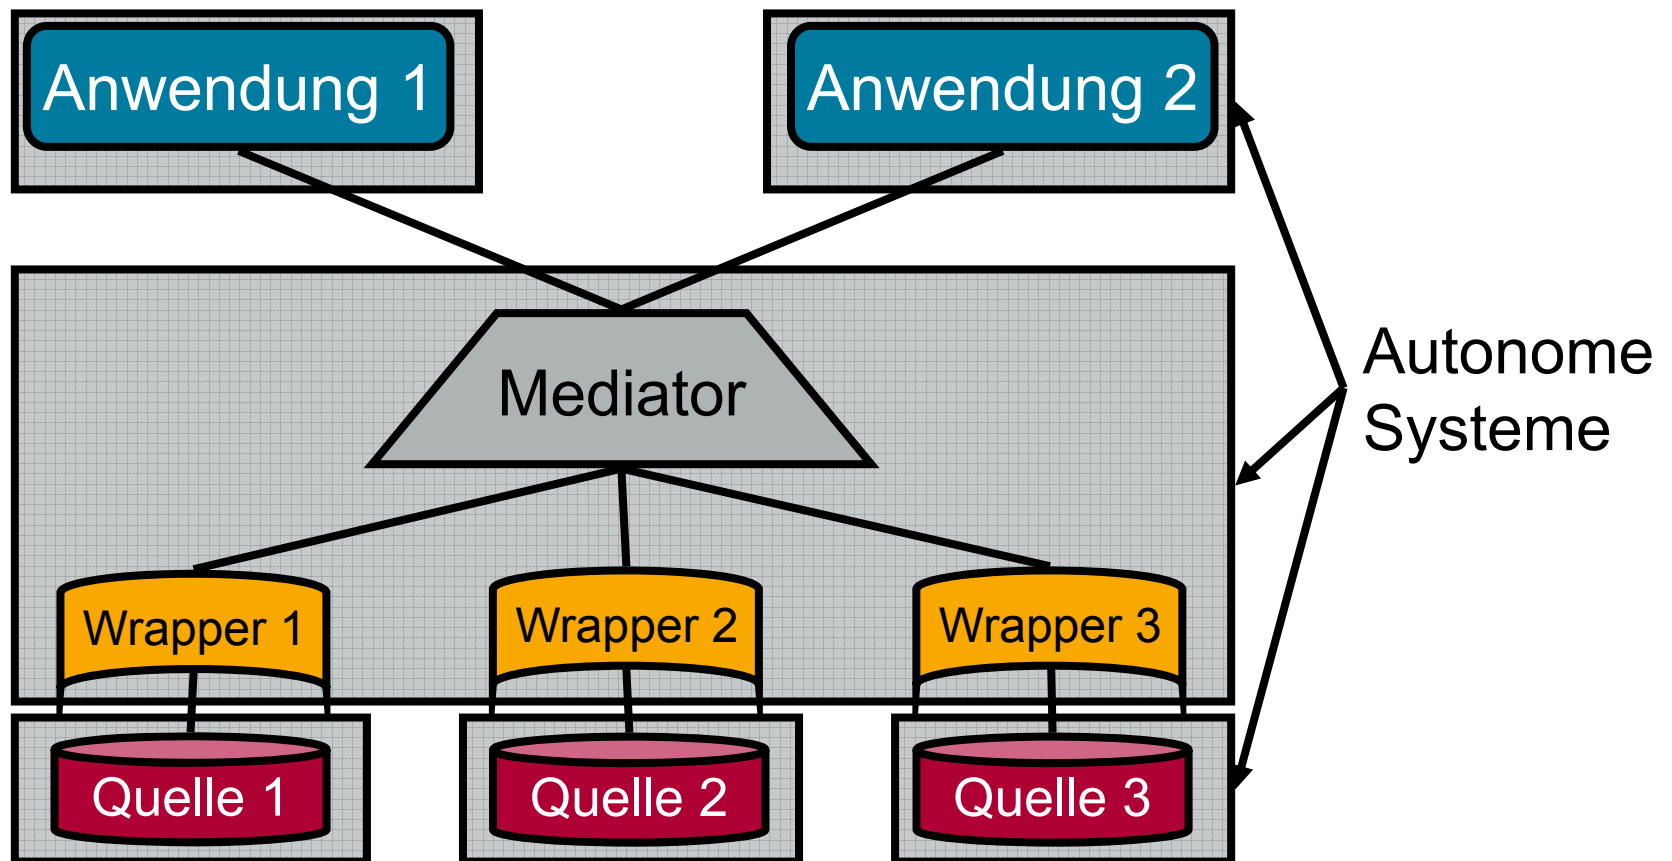 Anwendung 1
Anwendung 2
Mediator
Autonome
Systeme
Wrapper 1
Wrapper 2
Wrapper 3
Quelle 1
Quelle 2
Quelle 3